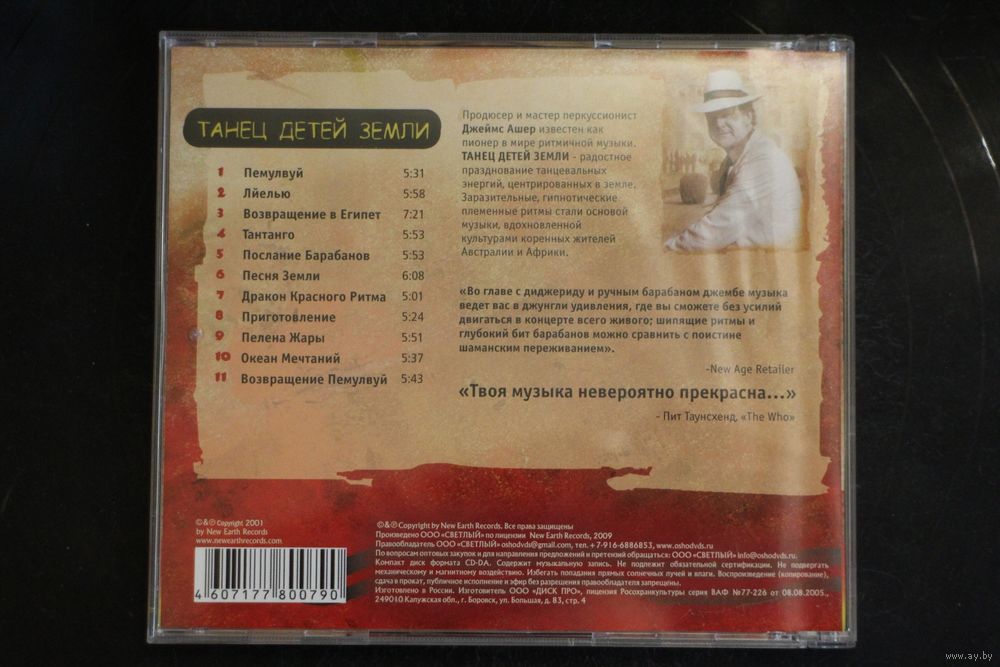 ТАНЕЦ ДЕТЕЙ ЗЕМЛИ
1 Пемулвуй 5:31
2 Лйелью 5:58
3 Возвращение в Египет 7:21
4 Тантанго 5:53
5 Послание Барабанов 5:53
6 Песня Земли 6:08
7 Дракон Красного Ритма 5:01
8 Приготовление 5:24
9 Пелена Жары 5:51
10 Океан Мечтаний 5:37
11 Возвращение Пемулвуй 5:43
Продюсер и мастер перкуссионист
Джеймс Ашер известен как
пионер в мире ритмичной музыки.
ТАНЕЦ ДЕТЕЙ ЗЕМЛИ - радостное
празднование танцевальных
энергий, центрированных в земле.
Заразительные, гипнотические
племенные ритмы стали основой
музыки, вдохновленной
культурами коренных жителей
Австралии и Африки.
«Во главе с диджериду и ручным барабаном джембе музыка
ведет вас в джунгли удивления, где вы сможете без усилий
двигаться в концерте всего живого; шипящие ритмы и
глубокий бит барабанов можно сравнить с поистине
шаманским переживанием».
-New Age Retailer
«Твоя музыка невероятно прекрасна...»
- Пит Таунсхенд, «The Who»
©&℗ Copyright 2001
by New Earth Records
www.newearthrecords.com
4 607177 800790
©&℗ Copyright by New Earth Records. Все права защищены
Произведено ООО «СВЕТЛЫЙ» по лицензии New Earth Records, 2009
Правообладатель ООО «СВЕТЛЫЙ» oshodvds@gmail.com, тел. +7-916-6886853, www.oshodvds.ru
По вопросам оптовых закупок и для направления предложений и претензий обращаться: ООО «СВЕТЛЫЙ» info@oshodvds.ru.
Компакт диск формата CD-DA. Содержит музыкальную запись. Не подлежит обязательной сертификации. Не подвергать
механическому и магнитному воздействию. Избегать попадания прямых солнечных лучей и влаги. Воспроизведение (копирование),
сдача в прокат, публичное исполнение и эфир без разрешения правообладателя запрещены.
Изготовлено в России. Изготовитель ООО «ДИСК ПРО», лицензия Росохранкультуры серия ВАФ №77-226 от 08.08.2005.,
249010 Калужская обл., г. Боровск, ул. Большая, д. 83, стр. 4
www.ay.by